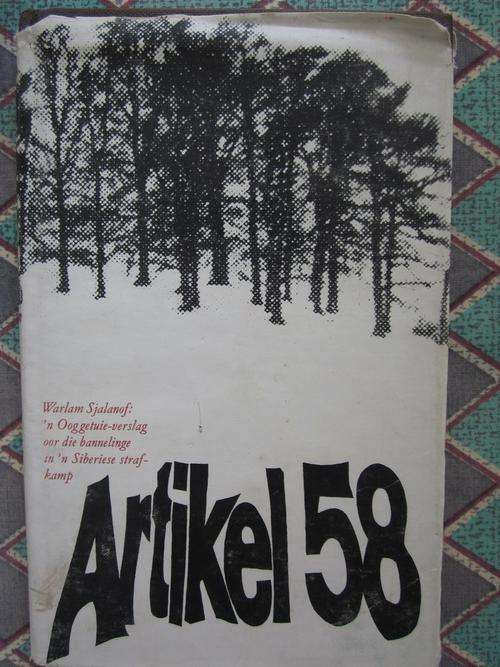 Warlam Sjalanof:
'n Ooggetuie-verslag
oor die bannelinge
in 'n Siberiese straf-
kamp
Artikel 58